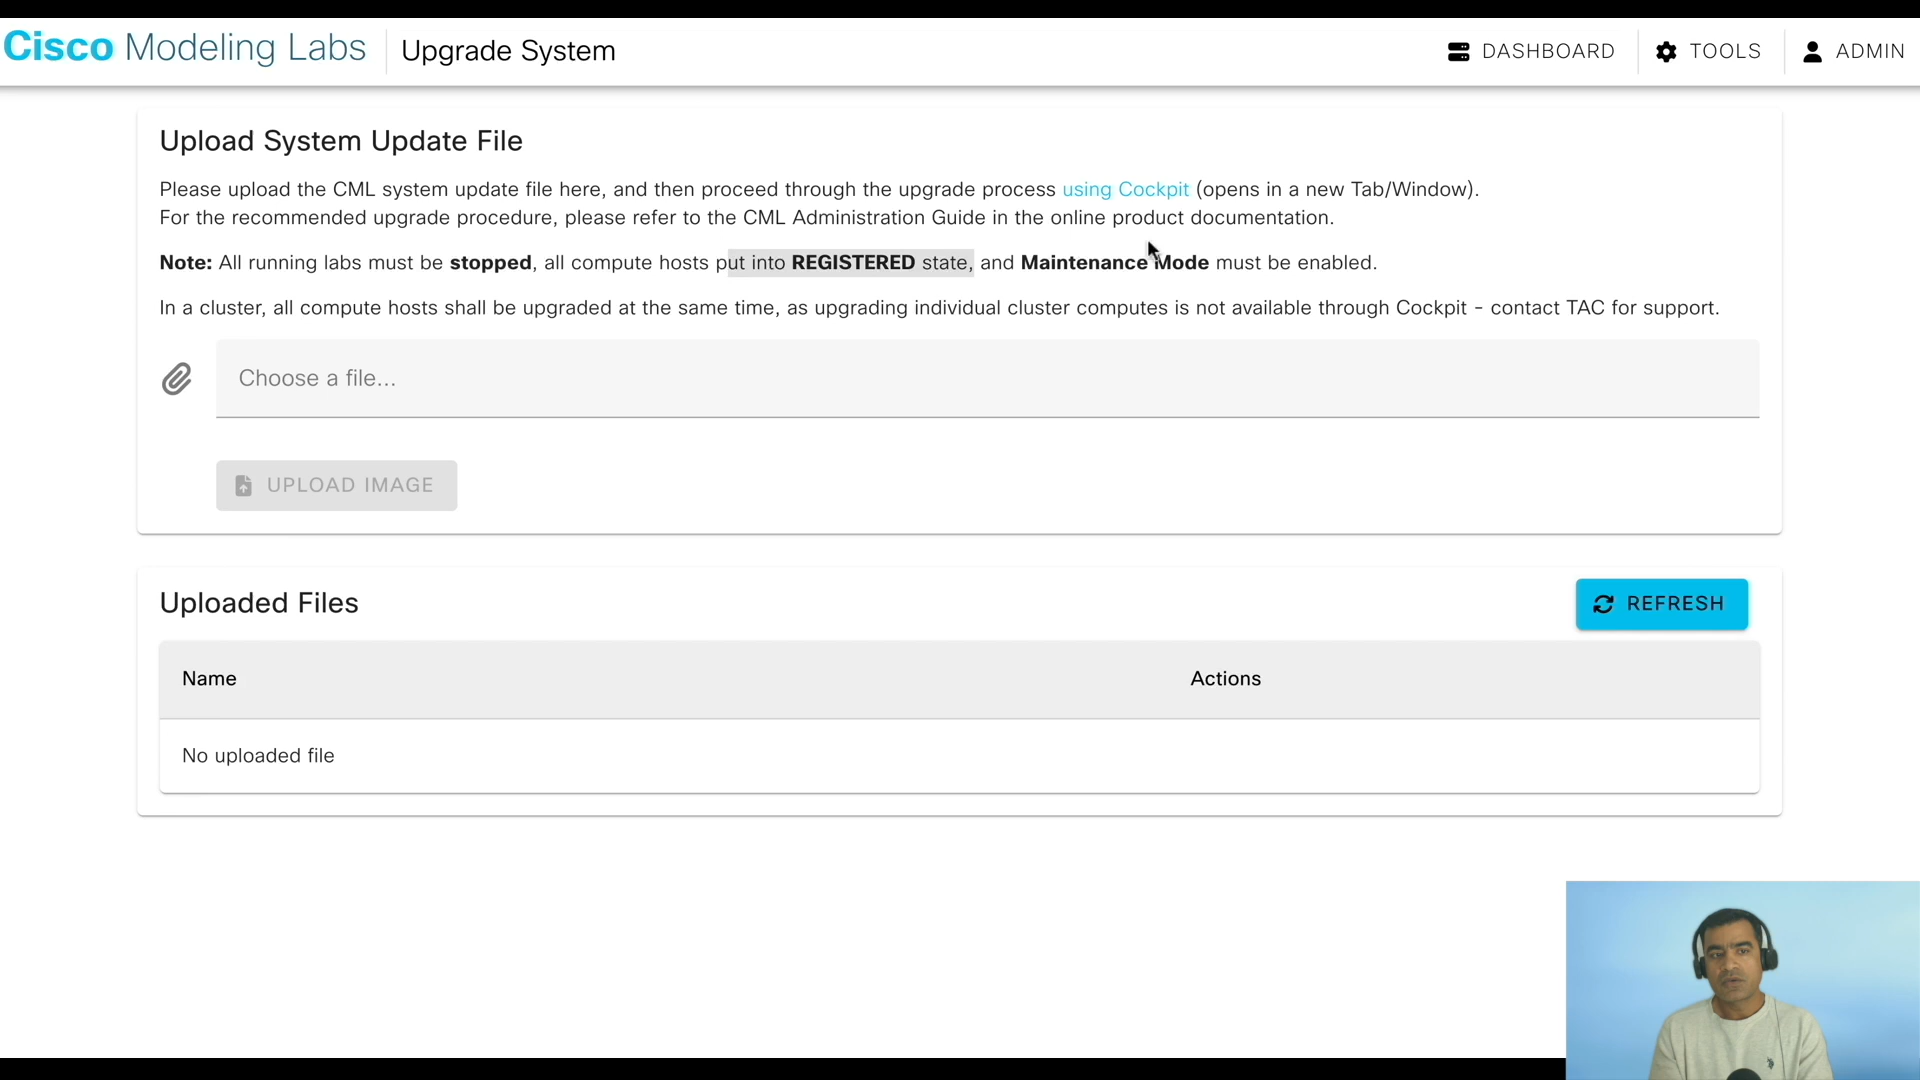 Cisco Modeling Labs
Upgrade System
DASHBOARD
TOOLS
ADMIN
Upload System Update File
Please upload the CML system update file here, and then proceed through the upgrade process using Cockpit (opens in a new Tab/Window).
For the recommended upgrade procedure, please refer to the CML Administration Guide in the online product documentation.
Note: All running labs must be stopped, all compute hosts put into REGISTERED state, and Maintenance Mode must be enabled.
In a cluster, all compute hosts shall be upgraded at the same time, as upgrading individual cluster computes is not available through Cockpit - contact TAC for support.
Choose a file...
UPLOAD IMAGE
Uploaded Files
REFRESH
Name
Actions
No uploaded file